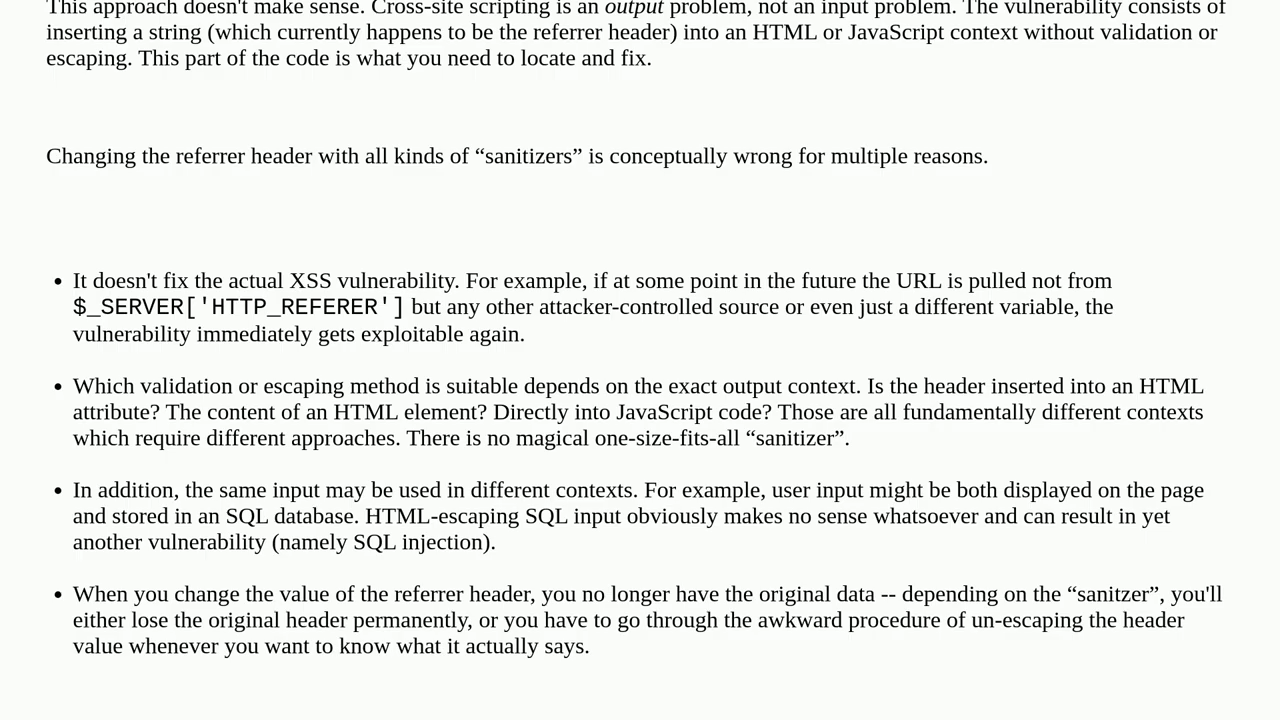 This approach doesn't make sense. Cross-site scripting is an output problem, not an input problem. The vulnerability consists of
inserting a string (which currently happens to be the referrer header) into an HTML or JavaScript context without validation or
escaping. This part of the code is what you need to locate and fix.
Changing the referrer header with all kinds of “sanitizers” is conceptually wrong for multiple reasons.
• It doesn't fix the actual XSS vulnerability. For example, if at some point in the future the URL is pulled not from
$_SERVER['HTTP_REFERER'] but any other attacker-controlled source or even just a different variable, the
vulnerability immediately gets exploitable again.
• Which validation or escaping method is suitable depends on the exact output context. Is the header inserted into an HTML
attribute? The content of an HTML element? Directly into JavaScript code? Those are all fundamentally different contexts
which require different approaches. There is no magical one-size-fits-all “sanitizer”.
• In addition, the same input may be used in different contexts. For example, user input might be both displayed on the page
and stored in an SQL database. HTML-escaping SQL input obviously makes no sense whatsoever and can result in yet
another vulnerability (namely SQL injection).
• When you change the value of the referrer header, you no longer have the original data -- depending on the “sanitzer”, you'll
either lose the original header permanently, or you have to go through the awkward procedure of un-escaping the header
value whenever you want to know what it actually says.